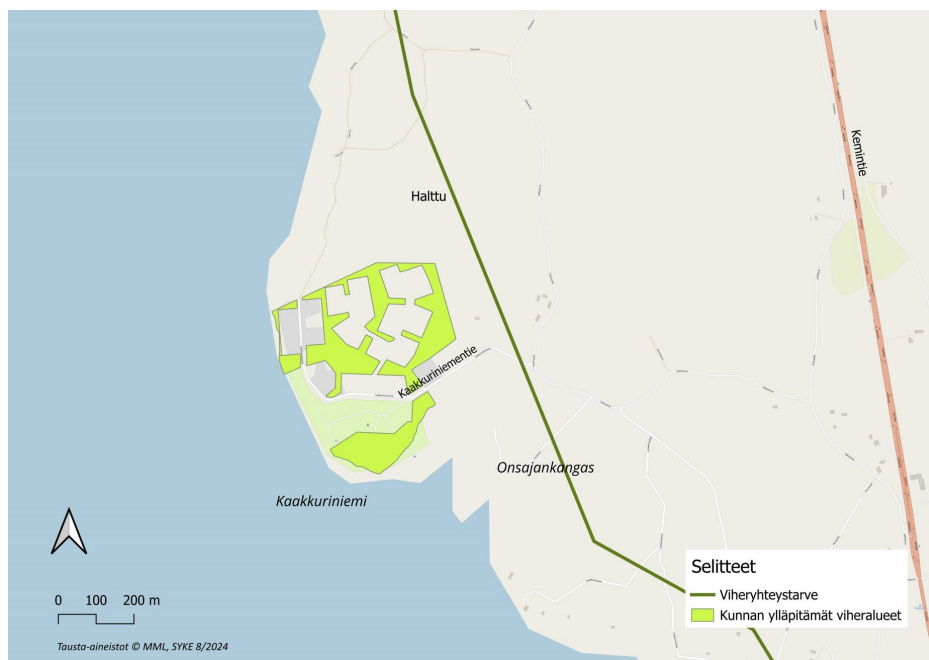 Kemintie
Halttu
Kaakkuriniementie
Onsajankangas
Kaakkuriniemi
Selitteet
Viheryhteystarve
Kunnan ylläpitämät viheralueet
0 100 200 m
Tausta-aineistot © MML, SYKE 8/2024